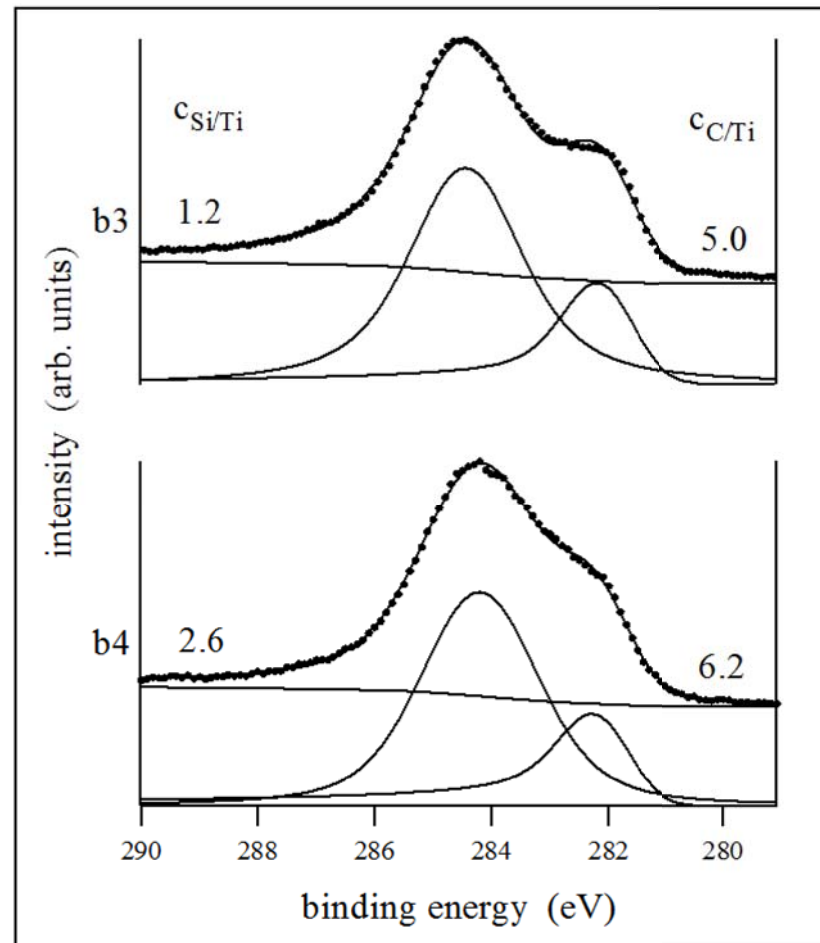 c_Si/Ti
c_C/Ti
b3
1.2
5.0
intensity (arb. units)
b4
2.6
6.2
290 288 286 284 282 280
binding energy (eV)